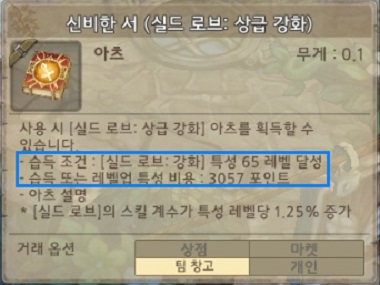 신비한 서 (실드 로브: 상급 강화)
아츠
무게 : 0.1
사용 시 [실드 로브: 상급 강화] 아츠를 획득할 수
있습니다.
- 습득 조건 : [실드 로브: 강화] 특성 65 레벨 달성
- 습득 또는 레벨업 특성 비용 : 3057 포인트
- 아츠 설명
* [실드 로브]의 스킬 계수가 특성 레벨당 1.25% 증가
거래 옵션
상점
마켓
팀 창고
개인